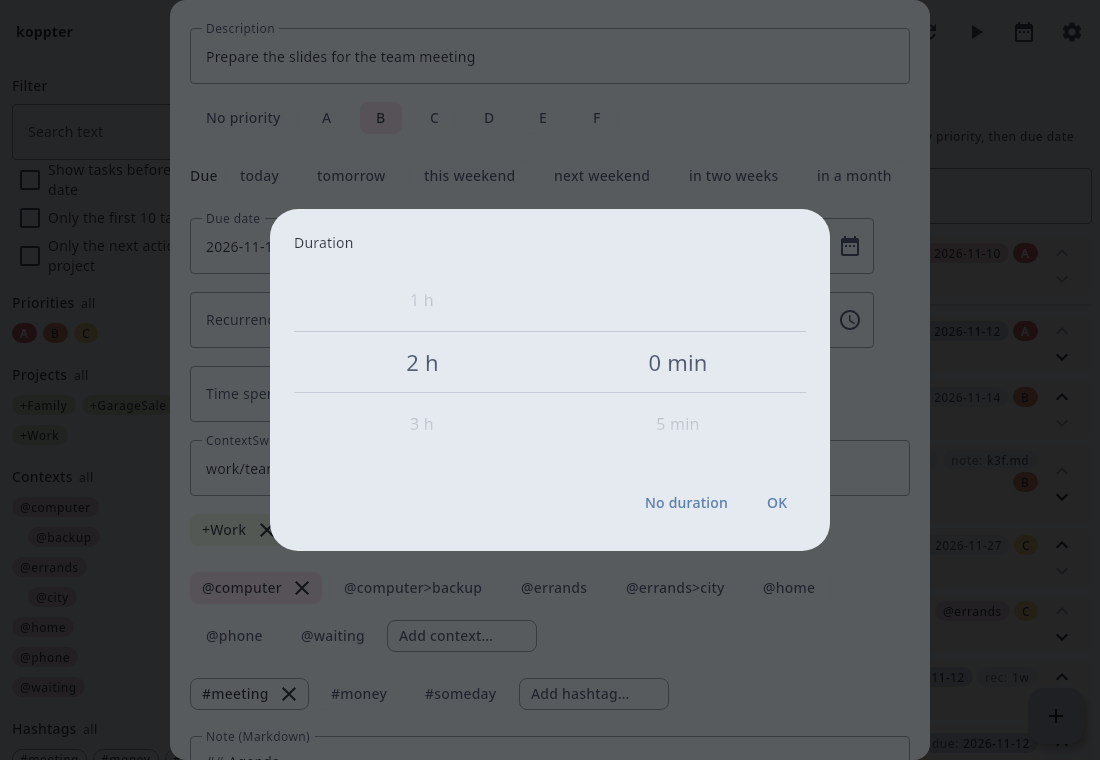 koppter
Filter
Search text
Show tasks before
date
Only the first 10 ta
Only the next actio
project
Priorities all
A B C
Projects all
+Family +GarageSale
+Work
Contexts all
@computer
@backup
@errands
@city
@home
@phone
@waiting
Hashtags all
#meeting #money
Description
Prepare the slides for the team meeting
No priority A B C D E F
Due today tomorrow this weekend next weekend in two weeks in a month
Due date
2026-11-1
Recurrenc
Time spen
ContextSw
work/tean
+Work
@computer @computer>backup @errands @errands>city @home
@phone @waiting Add context...
#meeting #money #someday Add hashtag...
Note (Markdown)
## Agenda
Duration
1 h
2 h 0 min
3 h 5 min
No duration OK
priority, then due date
2026-11-10 A
2026-11-12 A
2026-11-14 B
note: k3f.md
B
2026-11-27 C
@errands C
11-12 rec: 1w
due: 2026-11-12
+